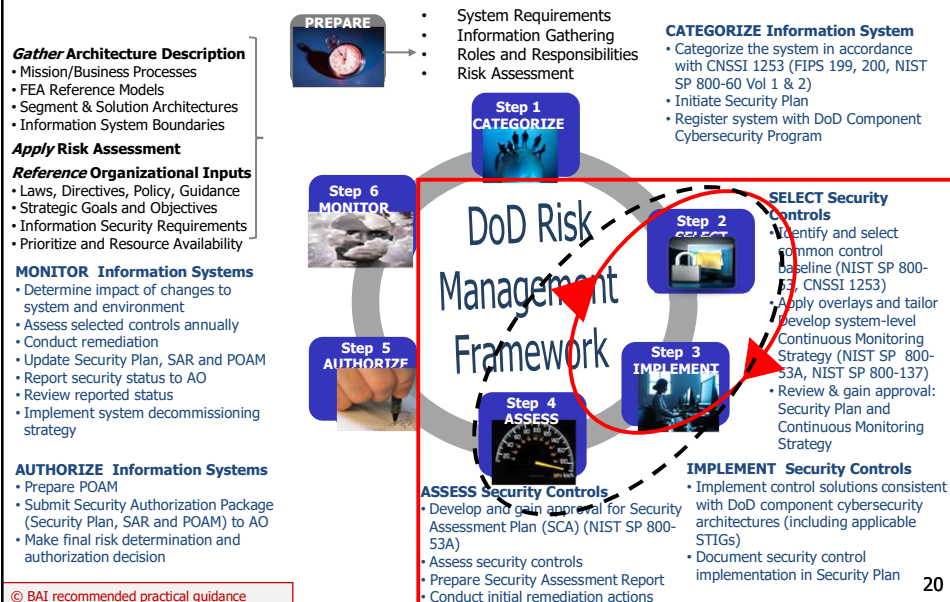 PREPARE
• System Requirements
• Information Gathering
• Roles and Responsibilities
• Risk Assessment
Gather Architecture Description
• Mission/Business Processes
• FEA Reference Models
• Segment & Solution Architectures
• Information System Boundaries
Apply Risk Assessment
Reference Organizational Inputs
• Laws, Directives, Policy, Guidance
• Strategic Goals and Objectives
• Information Security Requirements
• Prioritize and Resource Availability
CATEGORIZE Information System
• Categorize the system in accordance
with CNSSI 1253 (FIPS 199, 200, NIST
SP 800-60 Vol 1 & 2)
• Initiate Security Plan
• Register system with DoD Component
Cybersecurity Program
Step 1
CATEGORIZE
Step 6
MONITOR
DoD Risk
Management
Framework
Step 2
SELECT
Step 5
AUTHORIZE
Step 3
IMPLEMENT
Step 4
ASSESS
SELECT Security
Controls
• Identify and select
common control
baseline (NIST SP 800-
53, CNSSI 1253)
• Apply overlays and tailor
• Develop system-level
Continuous Monitoring
Strategy (NIST SP 800-
53A, NIST SP 800-137)
• Review & gain approval:
Security Plan and
Continuous Monitoring
Strategy
MONITOR Information Systems
• Determine impact of changes to
system and environment
• Assess selected controls annually
• Conduct remediation
• Update Security Plan, SAR and POAM
• Report security status to AO
• Review reported status
• Implement system decommissioning
strategy
AUTHORIZE Information Systems
• Prepare POAM
• Submit Security Authorization Package
(Security Plan, SAR and POAM) to AO
• Make final risk determination and
authorization decision
ASSESS Security Controls
• Develop and gain approval for Security
Assessment Plan (SCA) (NIST SP 800-
53A)
• Assess security controls
• Prepare Security Assessment Report
• Conduct initial remediation actions
IMPLEMENT Security Controls
• Implement control solutions consistent
with DoD component cybersecurity
architectures (including applicable
STIGs)
• Document security control
implementation in Security Plan
© BAI recommended practical guidance
20